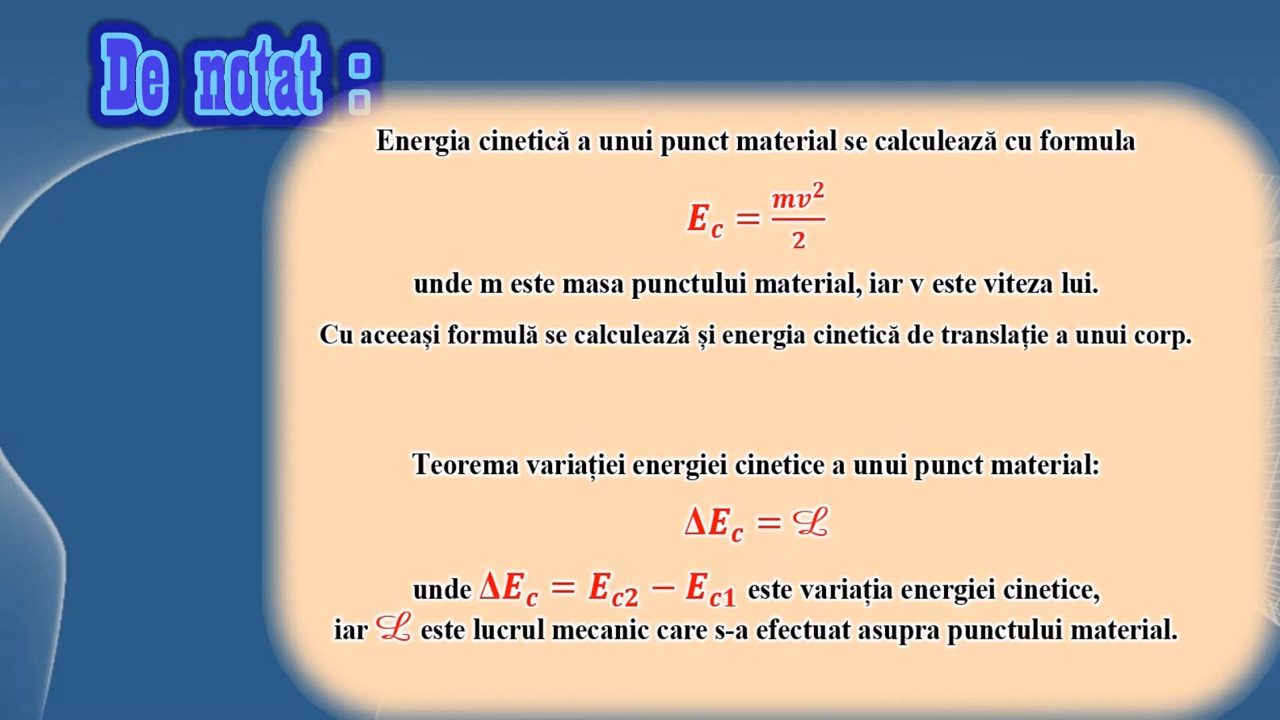 De notat :
Energia cinetică a unui punct material se calculează cu formula
E_c = mv²/2
unde m este masa punctului material, iar v este viteza lui.
Cu aceeași formulă se calculează și energia cinetică de translație a unui corp.
Teorema variației energiei cinetice a unui punct material:
ΔE_c = ℒ
unde ΔE_c = E_c2 − E_c1 este variația energiei cinetice,
iar ℒ este lucrul mecanic care s-a efectuat asupra punctului material.